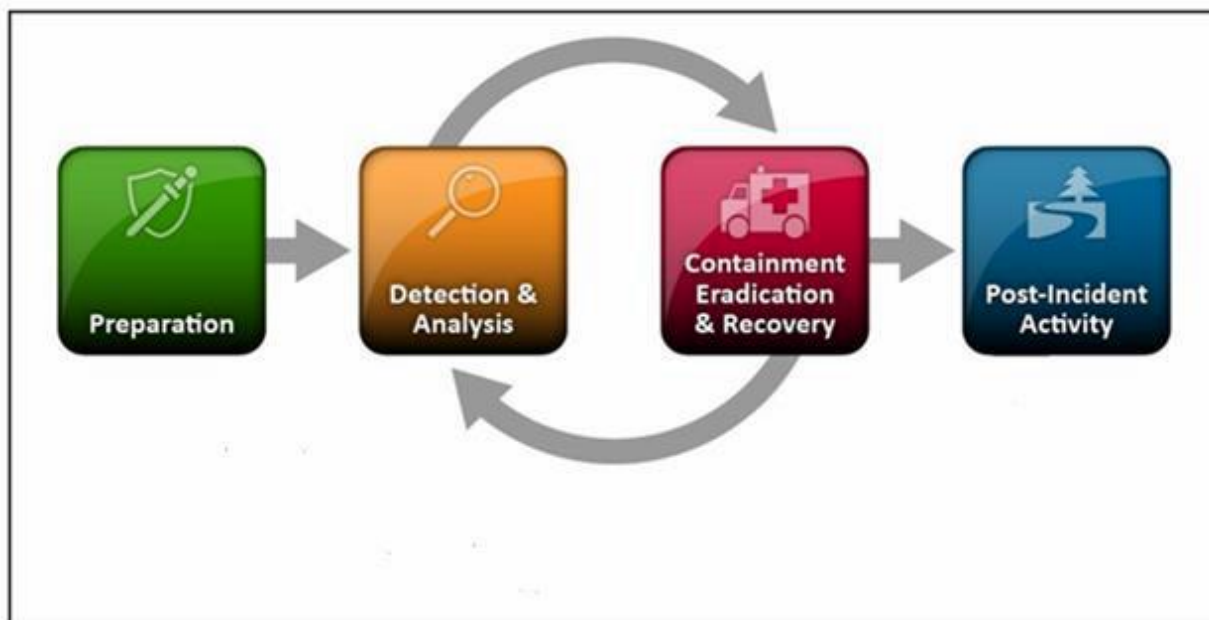 Preparation
Detection &
Analysis
Containment
Eradication
& Recovery
Post-Incident
Activity